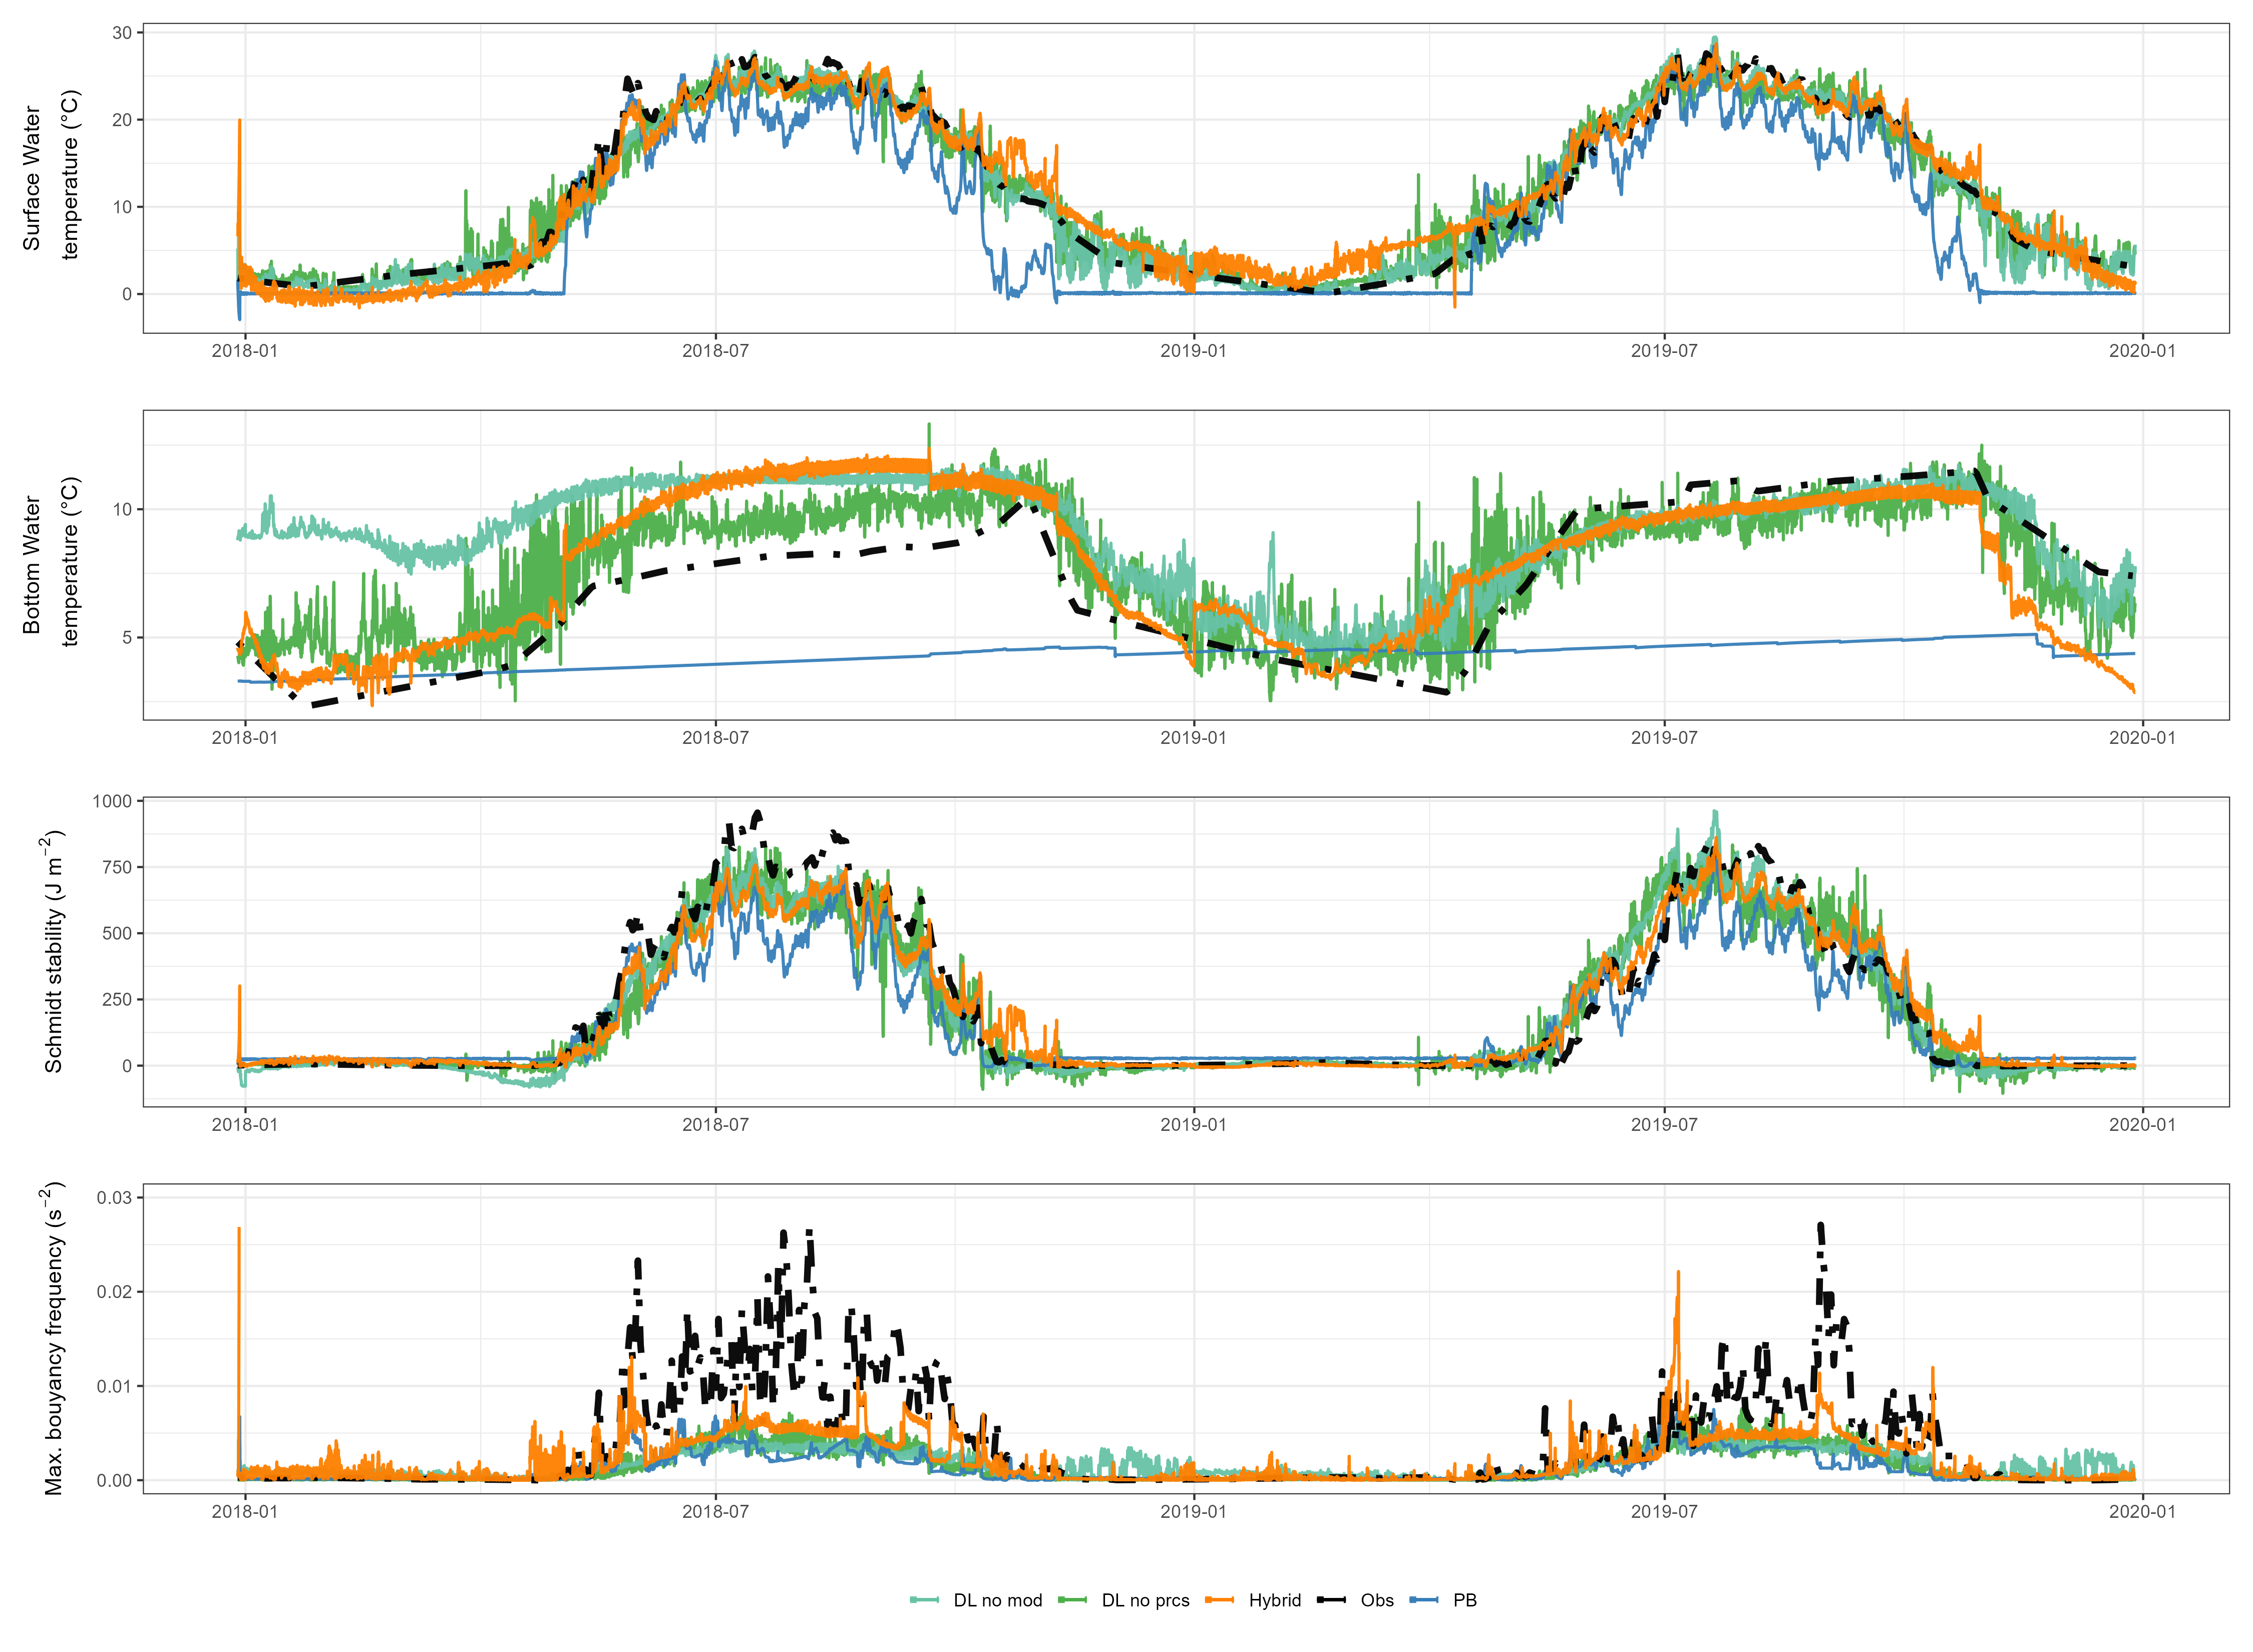 Surface Water
temperature (°C)
30
20
10
0
2018-01 2018-07 2019-01 2019-07 2020-01
Bottom Water
temperature (°C)
10
5
2018-01 2018-07 2019-01 2019-07 2020-01
Schmidt stability (J m⁻²)
1000
750
500
250
0
2018-01 2018-07 2019-01 2019-07 2020-01
Max. bouyancy frequency (s⁻²)
0.03
0.02
0.01
0.00
2018-01 2018-07 2019-01 2019-07 2020-01
DL no mod DL no prcs Hybrid Obs PB